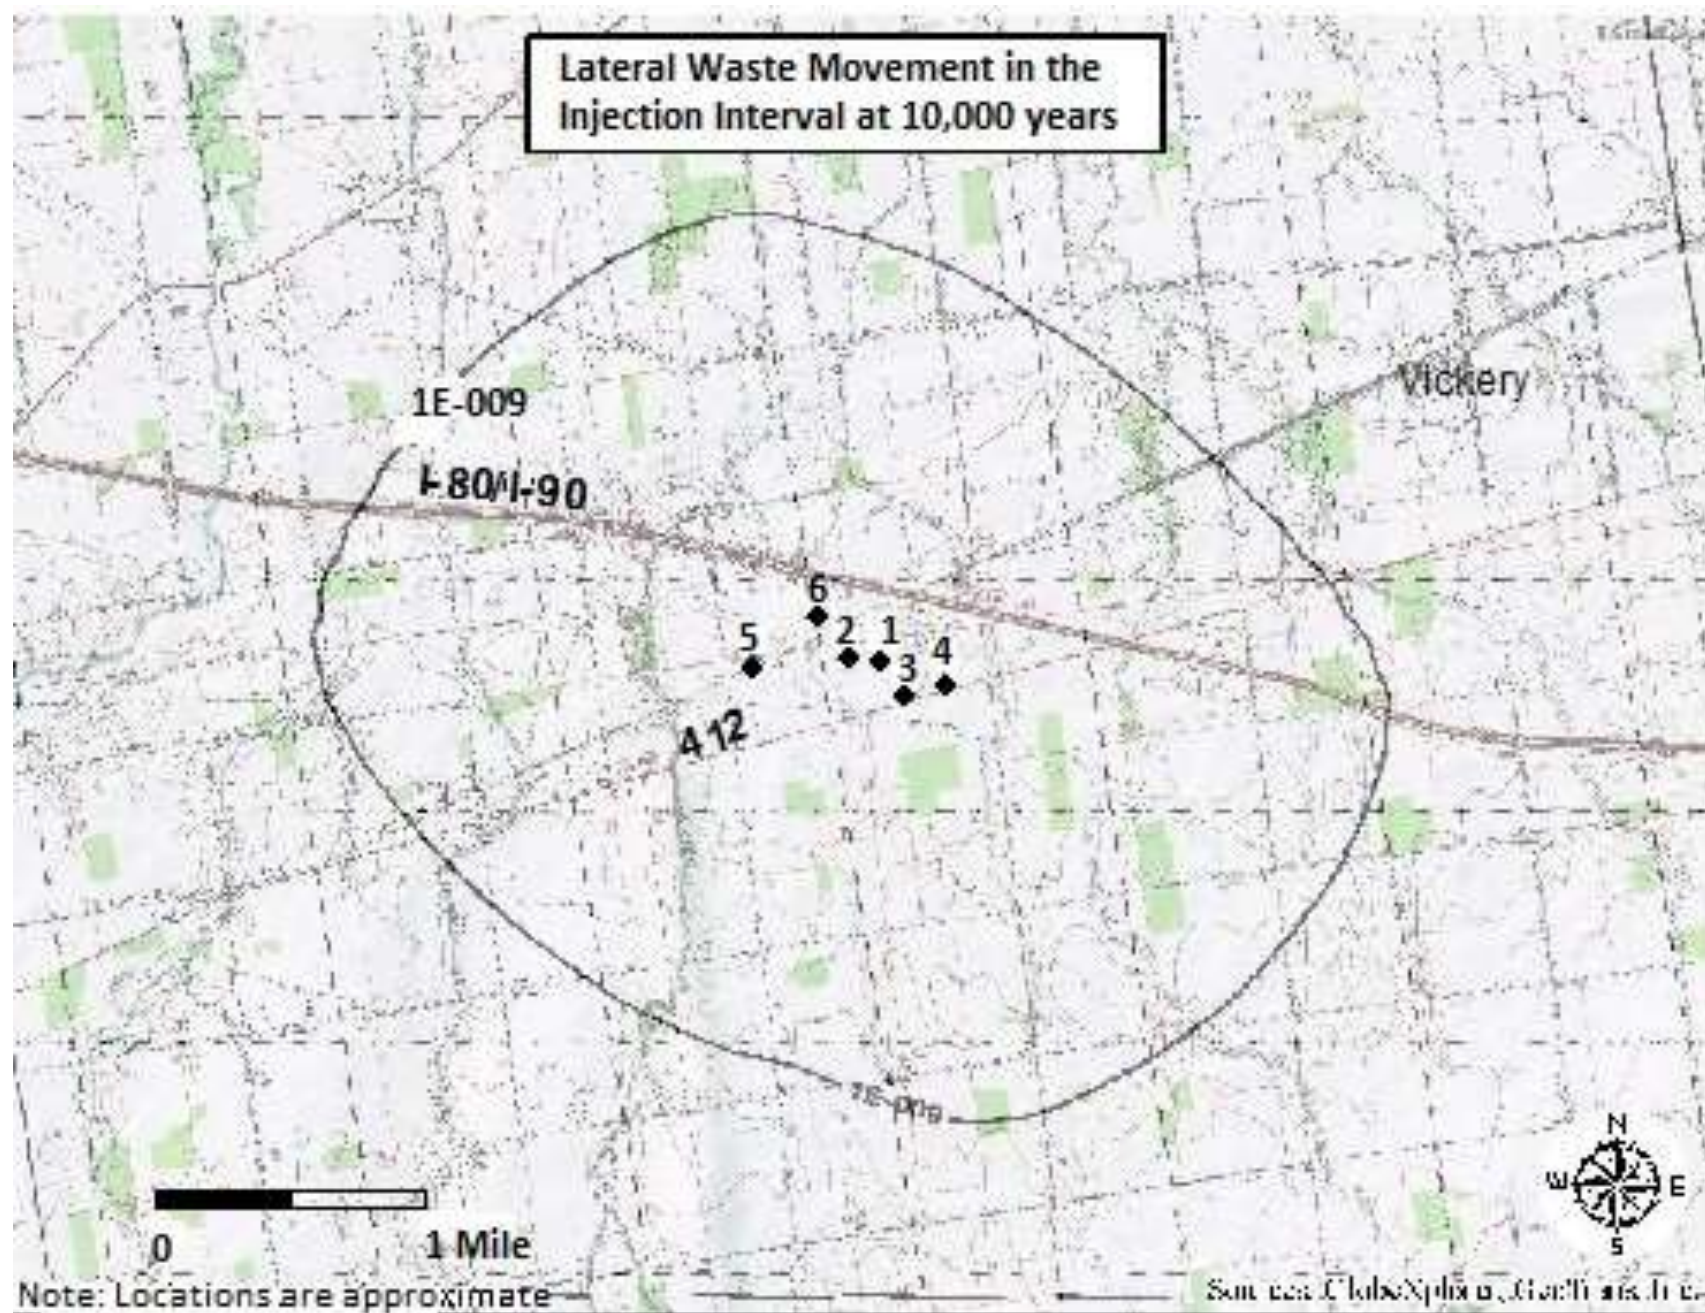 Lateral Waste Movement in the
Injection Interval at 10,000 years
Vickery
1E-009
I-80/I-90
6
5
2
1
3
4
412
N
W
E
S
0
1 Mile
Note: Locations are approximate